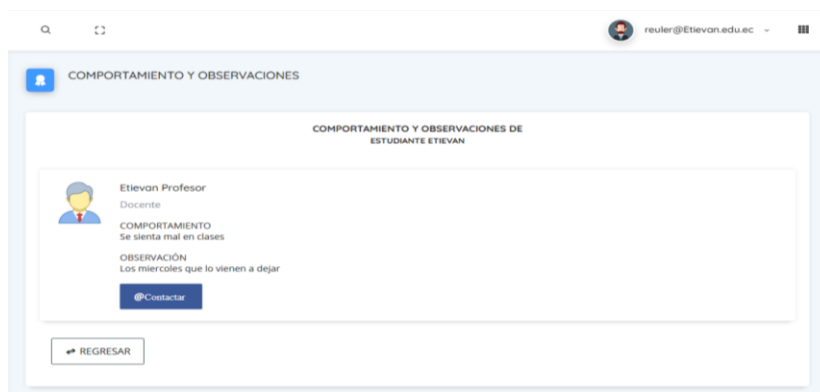 reuler@Etievan.edu.ec
COMPORTAMIENTO Y OBSERVACIONES
COMPORTAMIENTO Y OBSERVACIONES DE
ESTUDIANTE ETIEVAN
Etievan Profesor
Docente
COMPORTAMIENTO
Se sienta mal en clases
OBSERVACIÓN
Los miercoles que lo vienen a dejar
@Contactar
REGRESAR